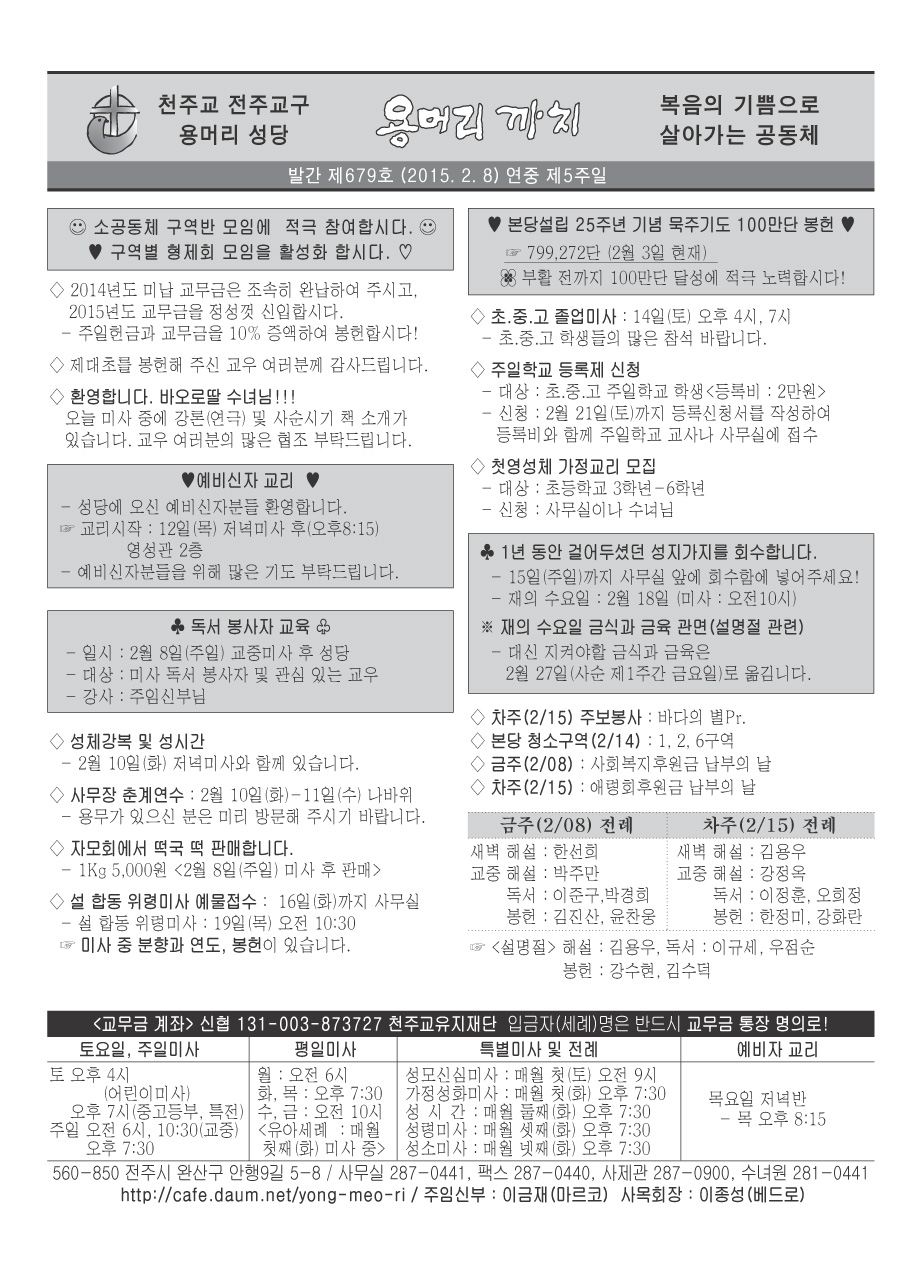 천주교 전주교구
용머리 성당
용머리 까치
복음의 기쁨으로
살아가는 공동체
발간 제679호 (2015. 2. 8) 연중 제5주일
☺ 소공동체 구역반 모임에 적극 참여합시다. ☺
♥ 구역별 형제회 모임을 활성화 합시다. ♡
◇ 2014년도 미납 교무금은 조속히 완납하여 주시고,
2015년도 교무금을 정성껏 신입합시다.
- 주일헌금과 교무금을 10% 증액하여 봉헌합시다!
◇ 제대초를 봉헌해 주신 교우 여러분께 감사드립니다.
◇ 환영합니다. 바오로딸 수녀님!!!
오늘 미사 중에 강론(연극) 및 사순시기 책 소개가
있습니다. 교우 여러분의 많은 협조 부탁드립니다.
♥예비신자 교리 ♥
- 성당에 오신 예비신자분들 환영합니다.
☞ 교리시작 : 12일(목) 저녁미사 후(오후8:15)
영성관 2층
- 예비신자분들을 위해 많은 기도 부탁드립니다.
♣ 독서 봉사자 교육 ♧
- 일시 : 2월 8일(주일) 교중미사 후 성당
- 대상 : 미사 독서 봉사자 및 관심 있는 교우
- 강사 : 주임신부님
◇ 성체강복 및 성시간
- 2월 10일(화) 저녁미사와 함께 있습니다.
◇ 사무장 춘계연수 : 2월 10일(화)-11일(수) 나바위
- 용무가 있으신 분은 미리 방문해 주시기 바랍니다.
◇ 자모회에서 떡국 떡 판매합니다.
- 1Kg 5,000원 <2월 8일(주일) 미사 후 판매>
◇ 설 합동 위령미사 예물접수 : 16일(화)까지 사무실
- 설 합동 위령미사 : 19일(목) 오전 10:30
☞ 미사 중 분향과 연도, 봉헌이 있습니다.
♥ 본당설립 25주년 기념 묵주기도 100만단 봉헌 ♥
☞ 799,272단 (2월 3일 현재)
부활 전까지 100만단 달성에 적극 노력합시다!
◇ 초.중.고 졸업미사 : 14일(토) 오후 4시, 7시
- 초.중.고 학생들의 많은 참석 바랍니다.
◇ 주일학교 등록제 신청
- 대상 : 초.중.고 주일학교 학생<등록비 : 2만원>
- 신청 : 2월 21일(토)까지 등록신청서를 작성하여
등록비와 함께 주일학교 교사나 사무실에 접수
◇ 첫영성체 가정교리 모집
- 대상 : 초등학교 3학년-6학년
- 신청 : 사무실이나 수녀님
♣ 1년 동안 걸어두셨던 성지가지를 회수합니다.
- 15일(주일)까지 사무실 앞에 회수함에 넣어주세요!
- 재의 수요일 : 2월 18일 (미사 : 오전10시)
※ 재의 수요일 금식과 금육 관면(설명절 관련)
- 대신 지켜야할 금식과 금육은
2월 27일(사순 제1주간 금요일)로 옮깁니다.
◇ 차주(2/15) 주보봉사 : 바다의 별Pr.
◇ 본당 청소구역(2/14) : 1, 2, 6구역
◇ 금주(2/08) : 사회복지후원금 납부의 날
◇ 차주(2/15) : 애령회후원금 납부의 날
금주(2/08) 전례
새벽 해설 : 한선희
교중 해설 : 박주만
독서 : 이준구,박경희
봉헌 : 김진산, 윤찬웅
차주(2/15) 전례
새벽 해설 : 김용우
교중 해설 : 강정옥
독서 : 이정훈, 오희정
봉헌 : 한정미, 강화란
☞ <설명절> 해설 : 김용우, 독서 : 이규세, 우점순
봉헌 : 강수현, 김수덕
<교무금 계좌> 신협 131-003-873727 천주교유지재단 입금자(세례)명은 반드시 교무금 통장 명의로!
토요일, 주일미사
토 오후 4시
(어린이미사)
오후 7시(중고등부, 특전)
주일 오전 6시, 10:30(교중)
오후 7:30
평일미사
월 : 오전 6시
화, 목 : 오후 7:30
수, 금 : 오전 10시
<유아세례 : 매월
첫째(화) 미사 중>
특별미사 및 전례
성모신심미사 : 매월 첫(토) 오전 9시
가정성화미사 : 매월 첫(화) 오후 7:30
성 시 간 : 매월 둘째(화) 오후 7:30
성령미사 : 매월 셋째(화) 오후 7:30
성소미사 : 매월 넷째(화) 오후 7:30
예비자 교리
목요일 저녁반
- 목 오후 8:15
560-850 전주시 완산구 안행9길 5-8 / 사무실 287-0441, 팩스 287-0440, 사제관 287-0900, 수녀원 281-0441
http://cafe.daum.net/yong-meo-ri / 주임신부 : 이금재(마르코) 사목회장 : 이종성(베드로)